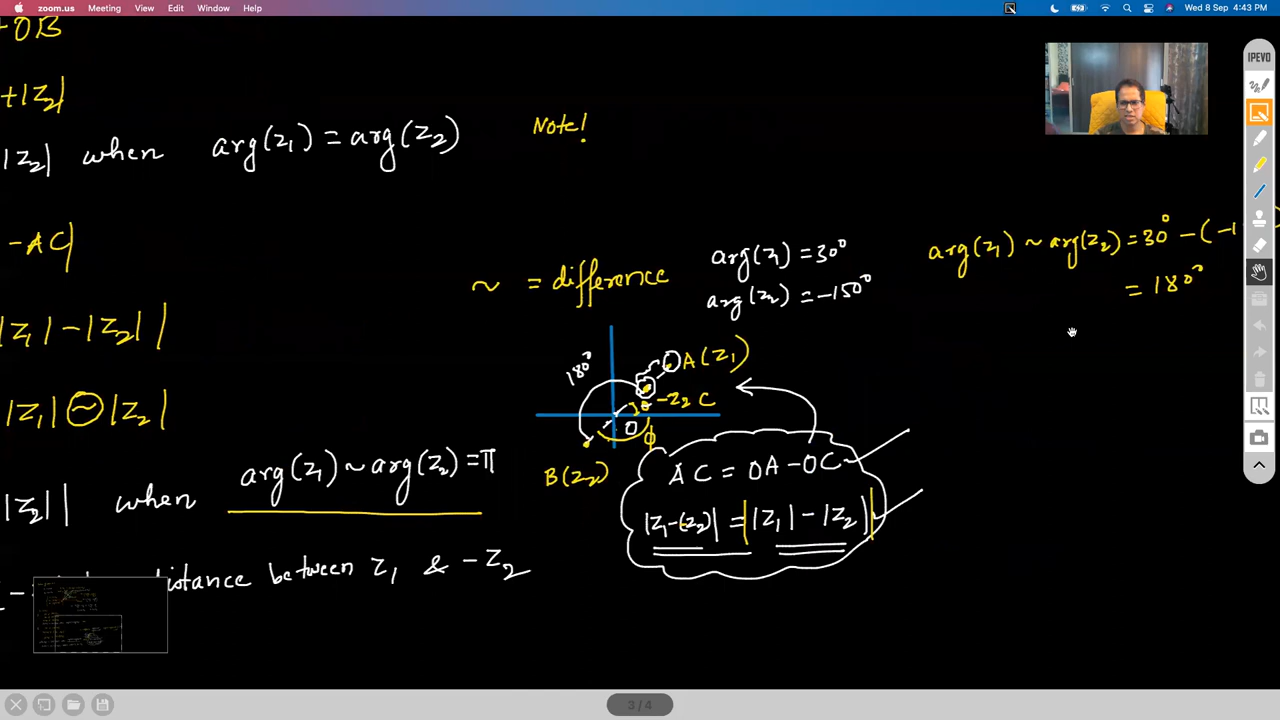 zoom.us Meeting View Edit Window Help
Wed 8 Sep 4:43 PM
IPEVO
+OB
+|z2|
|z2| when arg(z1) = arg(z2)
Note!
-AC|
|z1| - |z2| |
|z1| ~ |z2|
|z2| | when arg(z1) ~ arg(z2) = π
distance between z1 & -z2
~ = difference
arg(z1) = 30°
arg(z2) = -150°
arg(z1) ~ arg(z2) = 30° - (-1
= 180°
180°
A(z1)
-z2 C
O
B(z2)
AC = OA - OC
|z1-(-z2)| = | |z1| - |z2| |
3 / 4